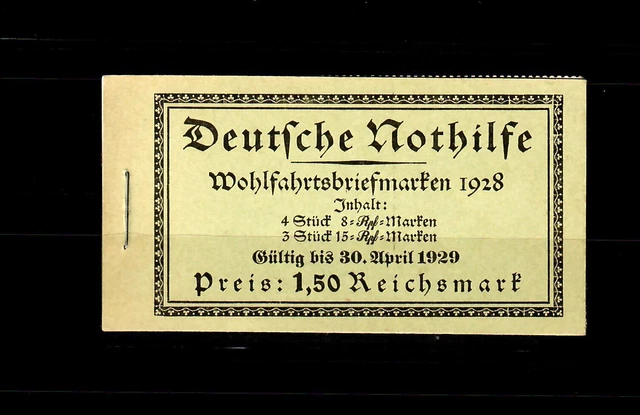 Deutsche Nothilfe
Wohlfahrtsbriefmarken 1928
Inhalt:
4 Stück 8=Rpf=Marken
3 Stück 15=Rpf=Marken
Gültig bis 30. April 1929
Preis: 1,50 Reichsmark